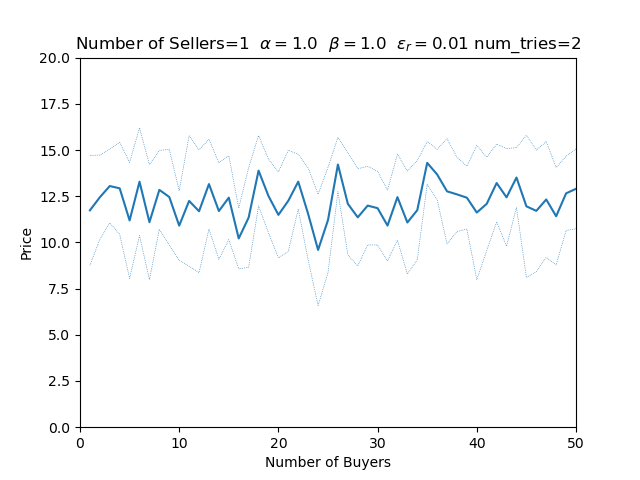 Number of Sellers=1 α = 1.0 β = 1.0 εr = 0.01 num_tries=2
20.0
17.5
15.0
12.5
10.0
7.5
5.0
2.5
0.0
Price
0 10 20 30 40 50
Number of Buyers